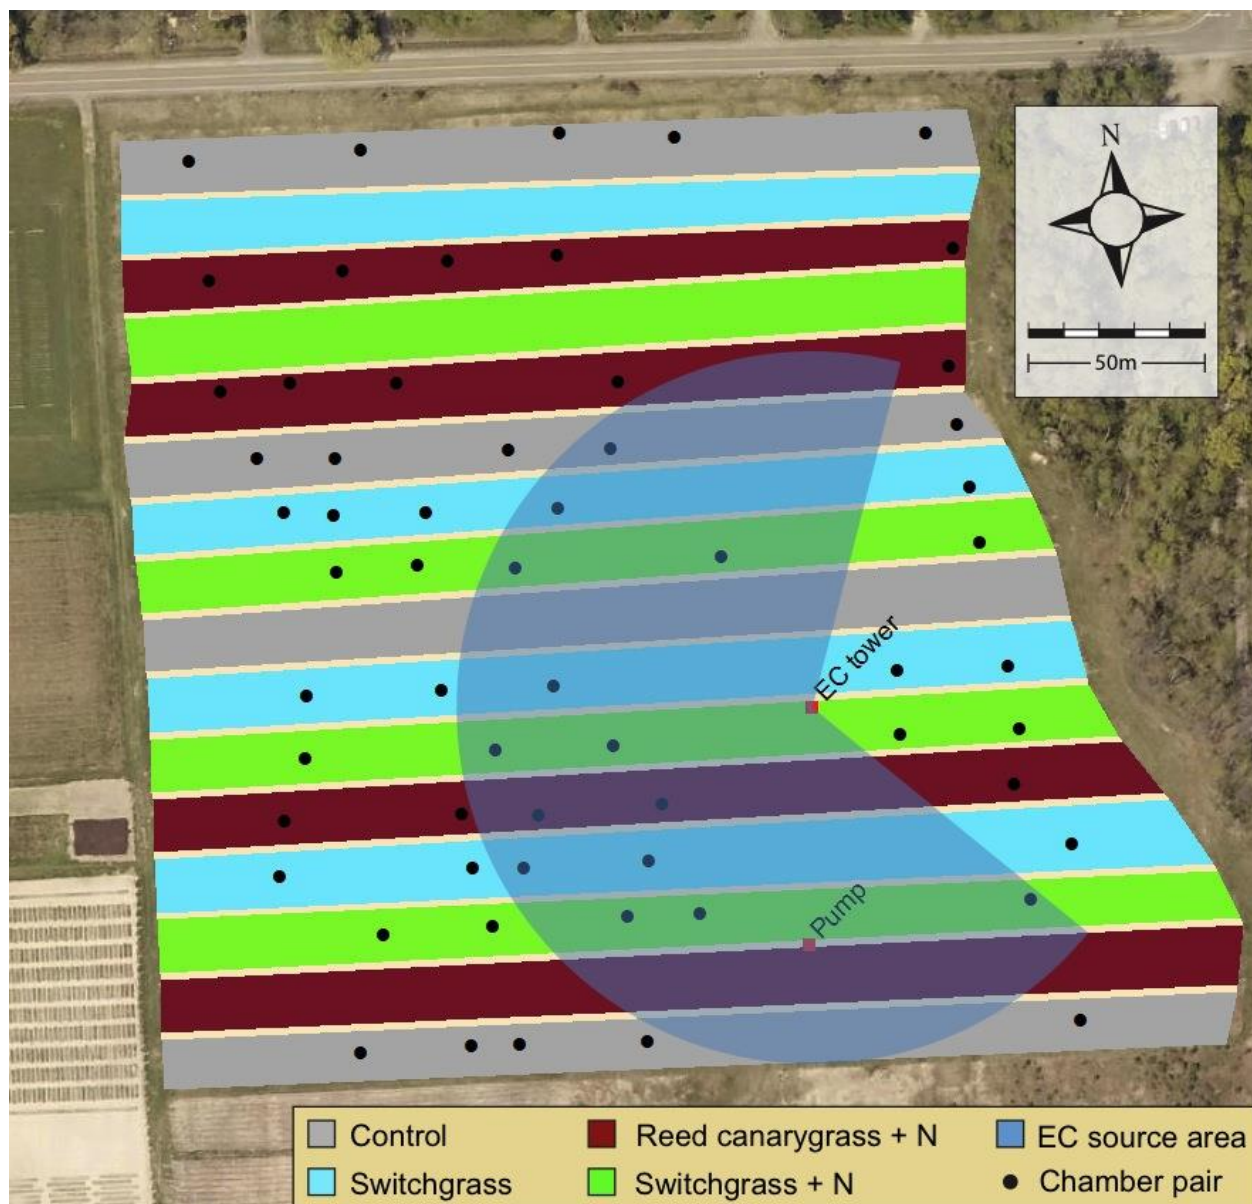 N
50m
EC tower
Pump
Control
Reed canarygrass + N
EC source area
Switchgrass
Switchgrass + N
Chamber pair